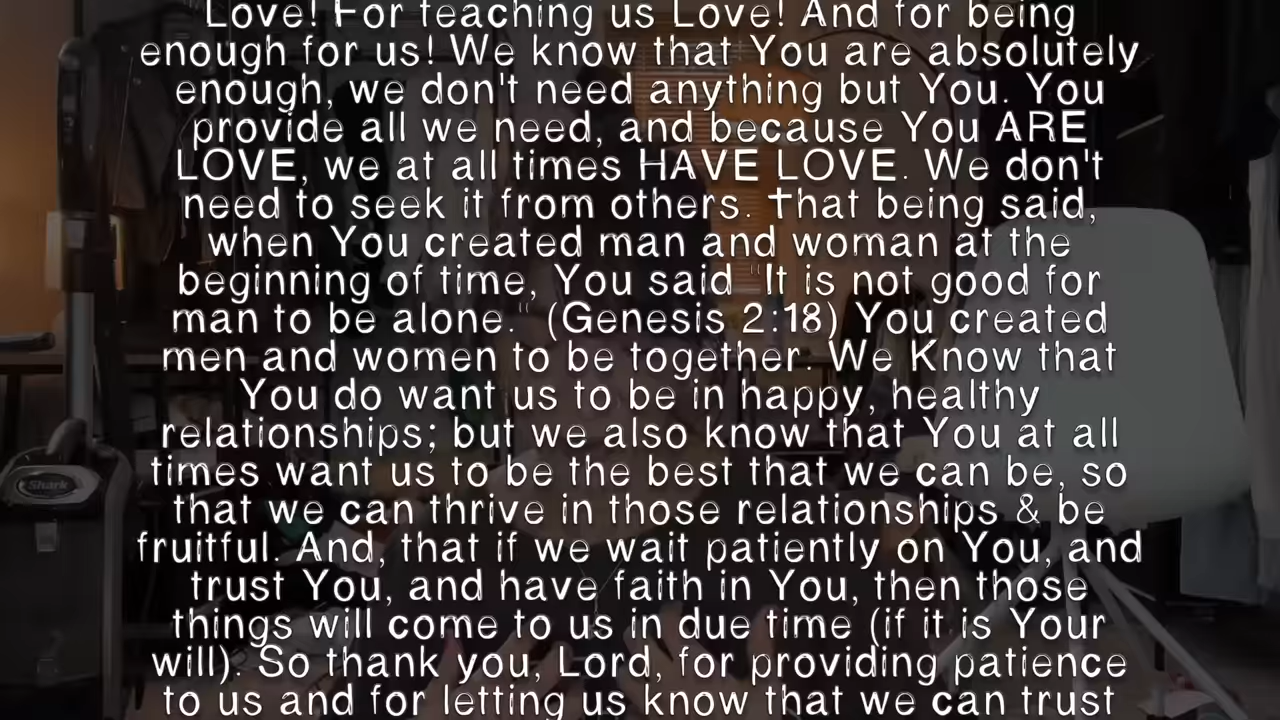 "Love! For teaching us Love! And for being
enough for us! We know that You are absolutely
enough, we don't need anything but You. You
provide all we need, and because You ARE
LOVE, we at all times HAVE LOVE. We don't
need to seek it from others. That being said,
when You created man and woman at the
beginning of time, You said "It is not good for
man to be alone." (Genesis 2:18) You created
men and women to be together. We Know that
You do want us to be in happy, healthy
relationships; but we also know that You at all
times want us to be the best that we can be, so
that we can thrive in those relationships & be
fruitful. And, that if we wait patiently on You, and
trust You, and have faith in You, then those
things will come to us in due time (if it is Your
will). So thank you, Lord, for providing patience
to us and for letting us know that we can trust
Shark